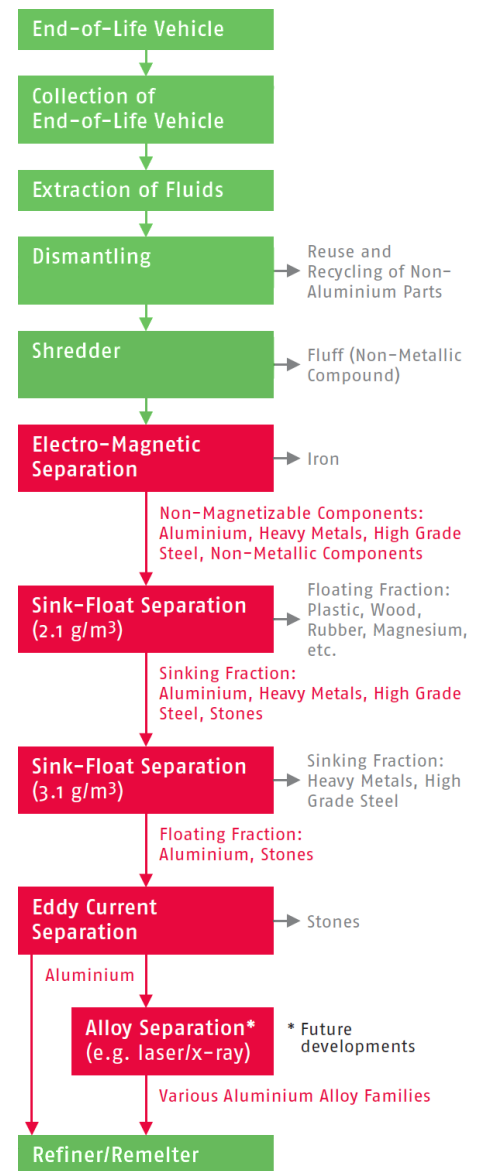 End-of-Life Vehicle
Collection of
End-of-Life Vehicle
Extraction of Fluids
Dismantling
Reuse and
Recycling of Non-
Aluminium Parts
Shredder
Fluff (Non-Metallic
Compound)
Electro-Magnetic
Separation
Iron
Non-Magnetizable Components:
Aluminium, Heavy Metals, High Grade
Steel, Non-Metallic Components
Sink-Float Separation
(2.1 g/m³)
Floating Fraction:
Plastic, Wood,
Rubber, Magnesium,
etc.
Sinking Fraction:
Aluminium, Heavy Metals, High Grade
Steel, Stones
Sink-Float Separation
(3.1 g/m³)
Sinking Fraction:
Heavy Metals, High
Grade Steel
Floating Fraction:
Aluminium, Stones
Eddy Current
Separation
Stones
Aluminium
Alloy Separation*
(e.g. laser/x-ray)
* Future
developments
Various Aluminium Alloy Families
Refiner/Remelter